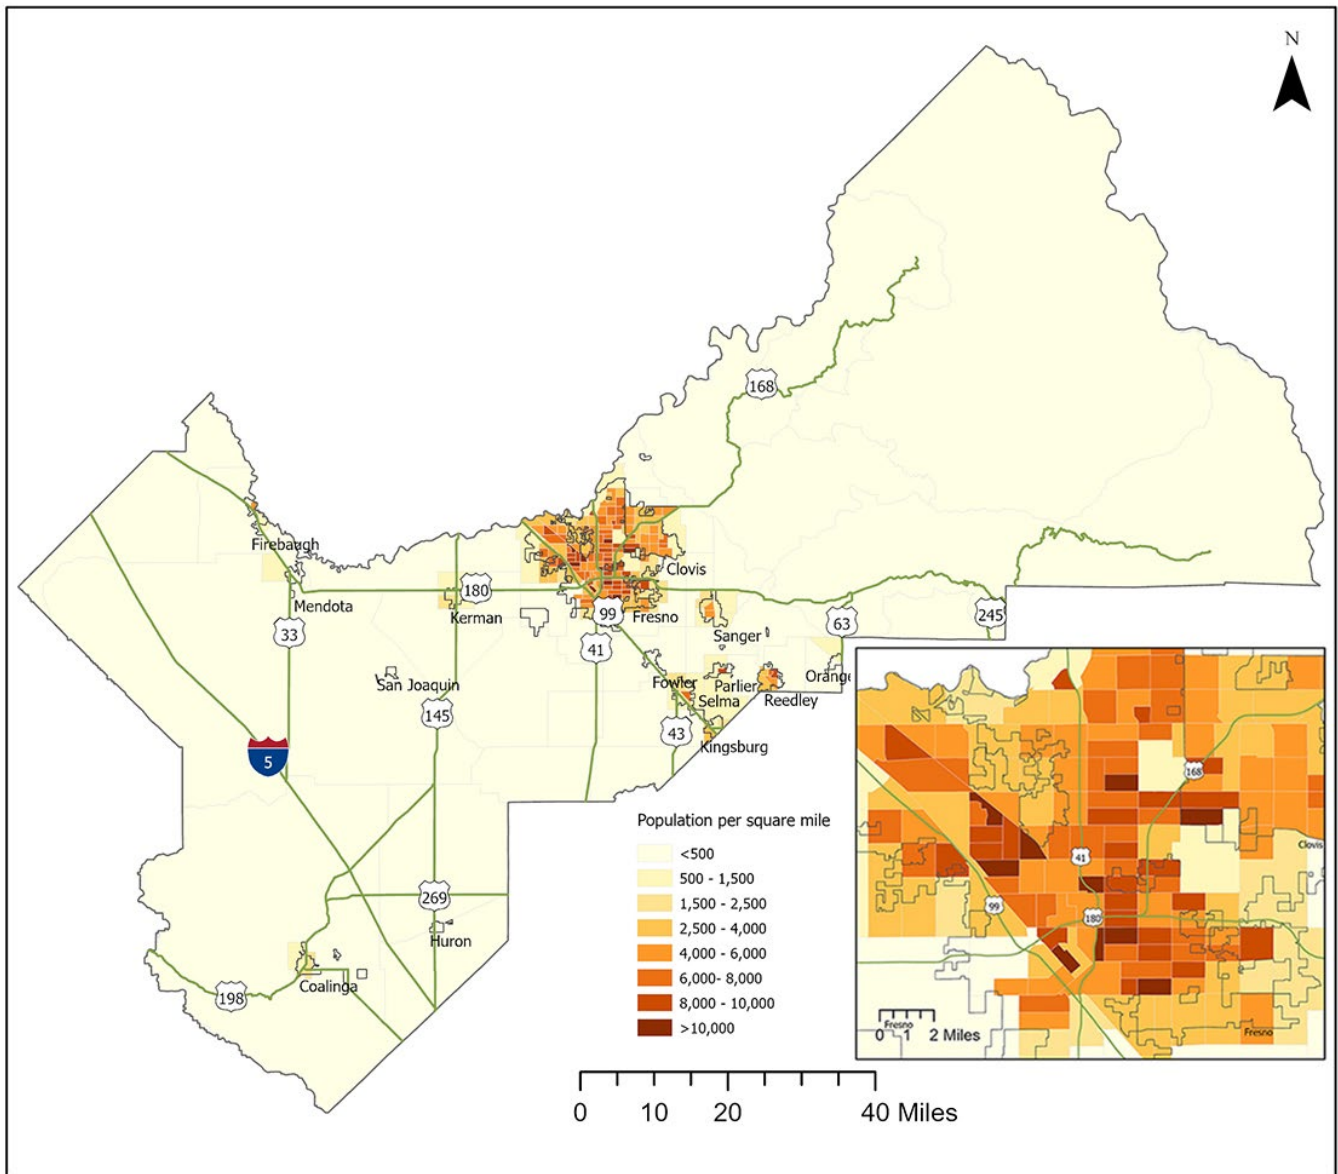 N
168
Firebaugh
Clovis
180
Mendota
Kerman
99
Fresno
245
63
33
Sanger
41
San Joaquin
Fowler
Parlier
Orange
Selma
Reedley
145
43
Kingsburg
5
Population per square mile
<500
500 - 1,500
1,500 - 2,500
2,500 - 4,000
4,000 - 6,000
6,000- 8,000
8,000 - 10,000
>10,000
269
Huron
Coalinga
198
168
41
Clovis
99
180
Fresno
0 1 2 Miles
Fresno
0 10 20 40 Miles